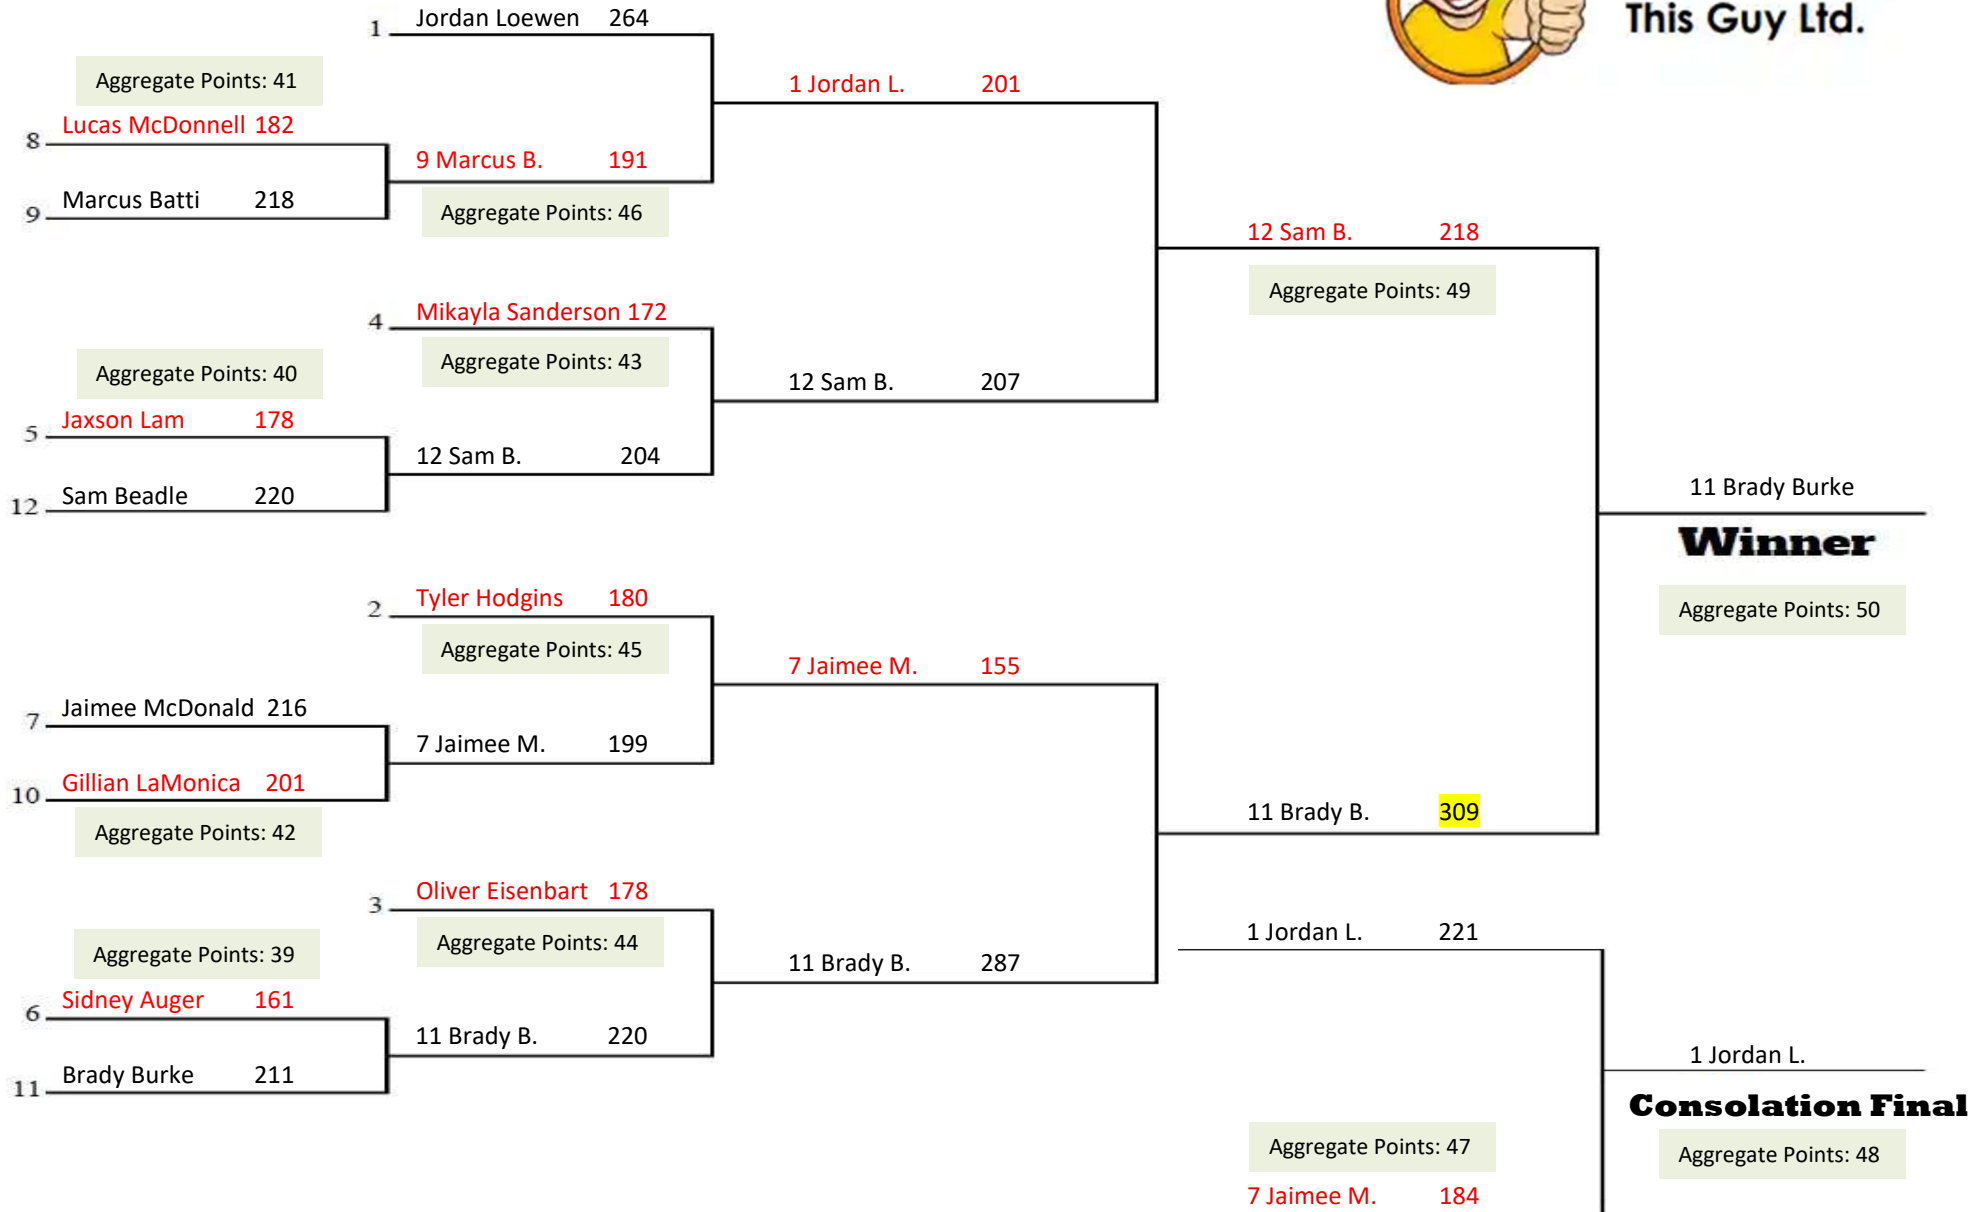 This Guy Ltd.
1 Jordan Loewen 264
Aggregate Points: 41
1 Jordan L. 201
8 Lucas McDonnell 182
9 Marcus B. 191
9 Marcus Batti 218
Aggregate Points: 46
12 Sam B. 218
Aggregate Points: 49
4 Mikayla Sanderson 172
Aggregate Points: 43
Aggregate Points: 40
12 Sam B. 207
5 Jaxson Lam 178
12 Sam B. 204
12 Sam Beadle 220
11 Brady Burke
Winner
Aggregate Points: 50
2 Tyler Hodgins 180
Aggregate Points: 45
7 Jaimee M. 155
7 Jaimee McDonald 216
7 Jaimee M. 199
10 Gillian LaMonica 201
Aggregate Points: 42
11 Brady B. 309
3 Oliver Eisenbart 178
Aggregate Points: 44
1 Jordan L. 221
Aggregate Points: 39
11 Brady B. 287
6 Sidney Auger 161
11 Brady B. 220
11 Brady Burke 211
1 Jordan L.
Consolation Final
Aggregate Points: 47
Aggregate Points: 48
7 Jaimee M. 184